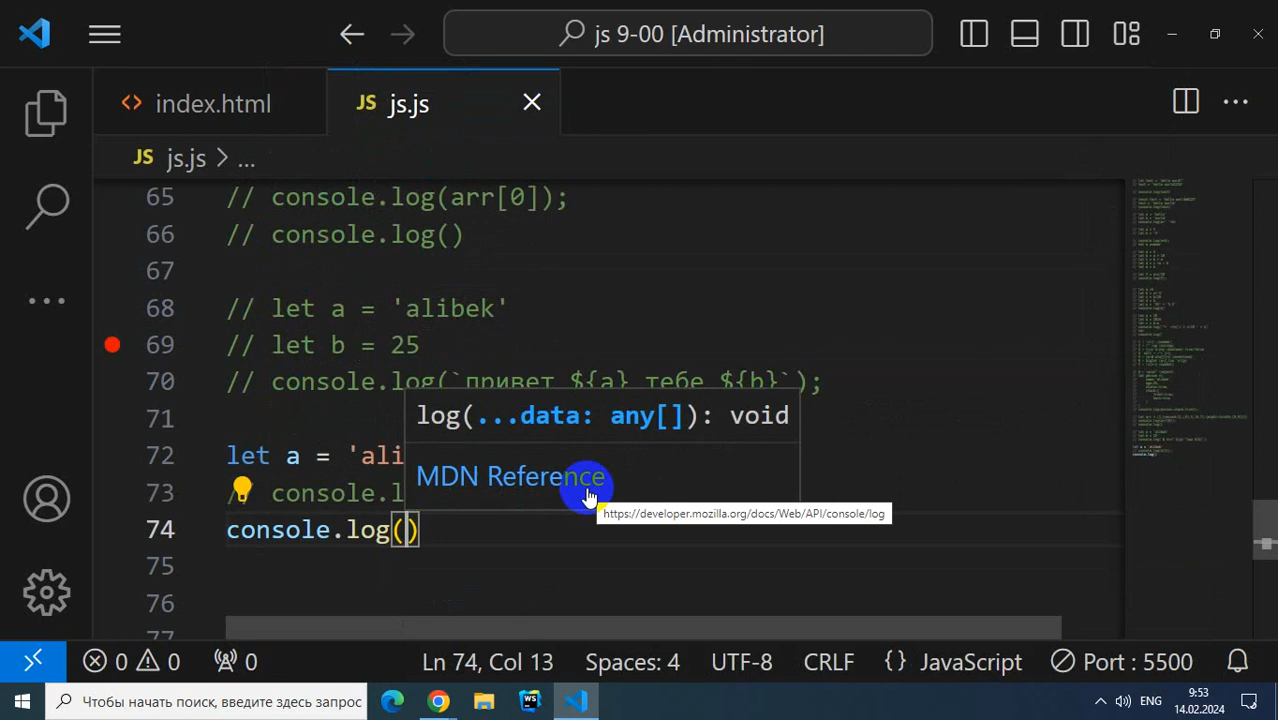 js 9-00 [Administrator]
index.html
JS js.js
JS js.js > ...
65 // console.log(arr[0]);
66 // console.log()
67
68 // let a = 'alibek'
69 // let b = 25
70 // console.log(`привет ${a} тебе ${b}`);
71
log(...data: any[]): void
72 let a = 'ali
MDN Reference
73 // console.l
https://developer.mozilla.org/docs/Web/API/console/log
74 console.log()
75
76
77
0 0 0 Ln 74, Col 13 Spaces: 4 UTF-8 CRLF {} JavaScript Port : 5500
Чтобы начать поиск, введите здесь запрос
WS
ENG
9:53
14.02.2024